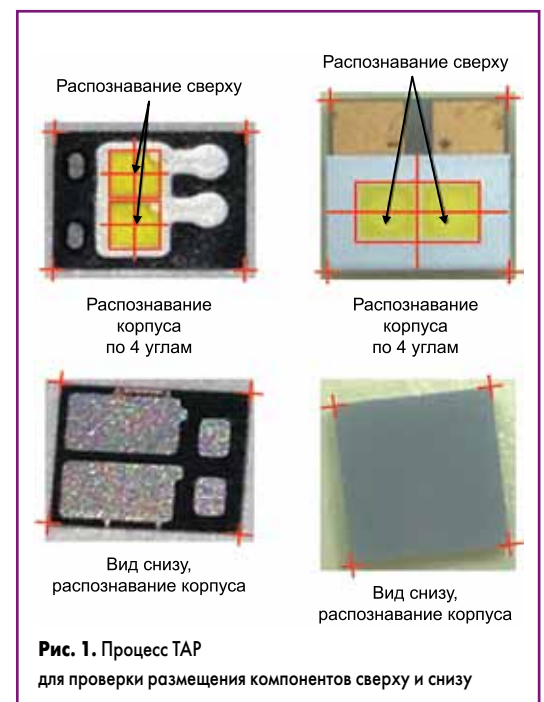 Распознавание сверху
Распознавание сверху
Распознавание
корпуса
по 4 углам
Распознавание
корпуса
по 4 углам
Вид снизу,
распознавание корпуса
Вид снизу,
распознавание корпуса
Рис. 1. Процесс TAP
для проверки размещения компонентов сверху и снизу